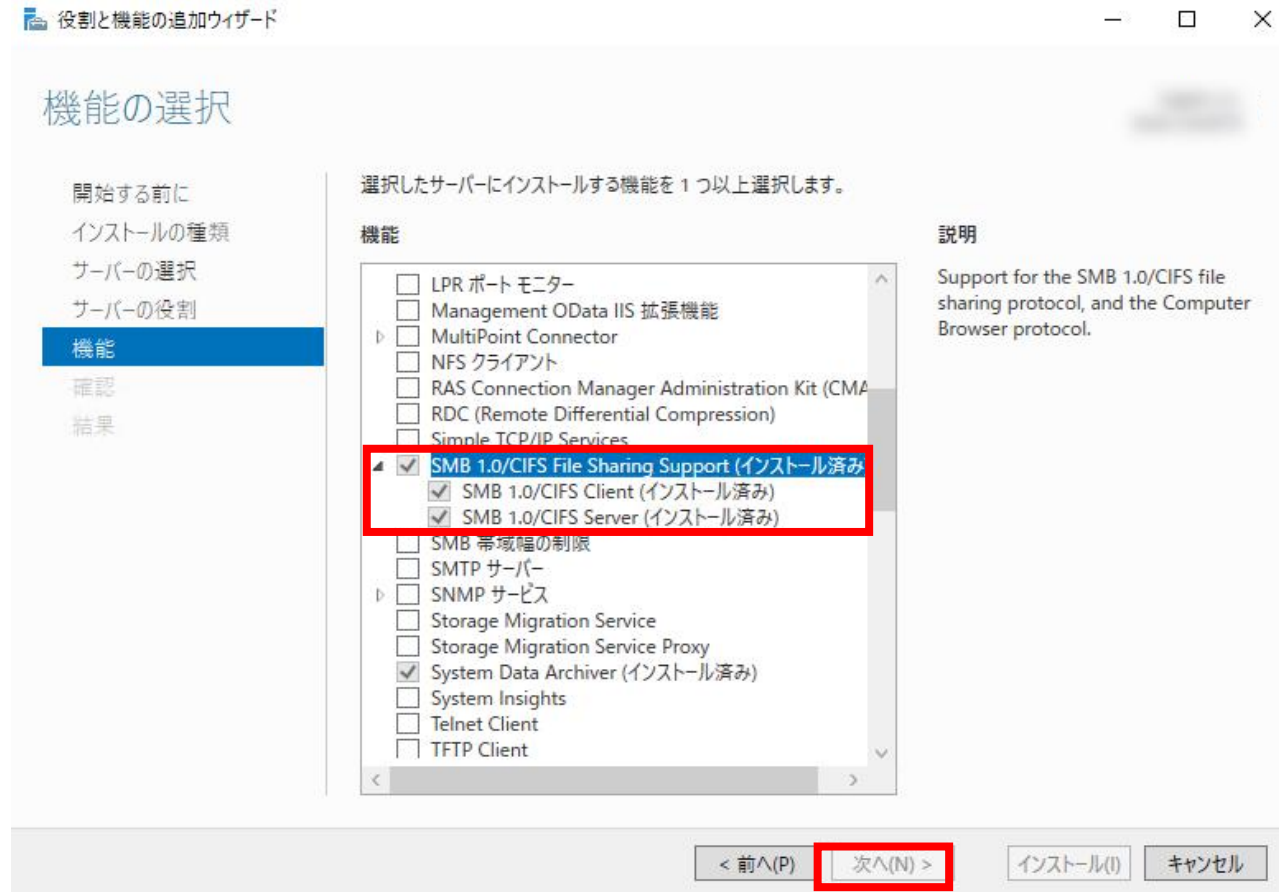 役割と機能の追加ウィザード
機能の選択
開始する前に
インストールの種類
サーバーの選択
サーバーの役割
機能
確認
結果
選択したサーバーにインストールする機能を 1 つ以上選択します。
機能
LPR ポート モニター
Management OData IIS 拡張機能
MultiPoint Connector
NFS クライアント
RAS Connection Manager Administration Kit (CMA
RDC (Remote Differential Compression)
Simple TCP/IP Services
SMB 1.0/CIFS File Sharing Support (インストール済み
SMB 1.0/CIFS Client (インストール済み)
SMB 1.0/CIFS Server (インストール済み)
SMB 帯域幅の制限
SMTP サーバー
SNMP サービス
Storage Migration Service
Storage Migration Service Proxy
System Data Archiver (インストール済み)
System Insights
Telnet Client
TFTP Client
説明
Support for the SMB 1.0/CIFS file
sharing protocol, and the Computer
Browser protocol.
< 前へ(P)
次へ(N) >
インストール(I)
キャンセル